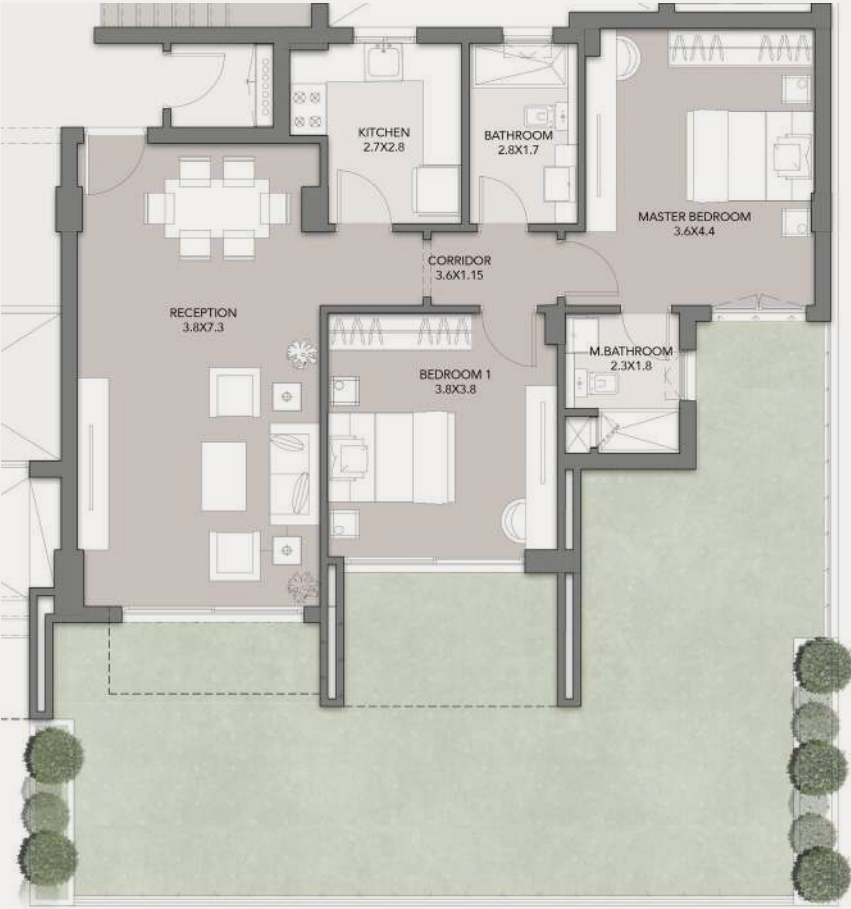 KITCHEN
2.7X2.8
BATHROOM
2.8X1.7
MASTER BEDROOM
3.6X4.4
CORRIDOR
3.6X1.15
RECEPTION
3.8X7.3
M.BATHROOM
2.3X1.8
BEDROOM 1
3.8X3.8